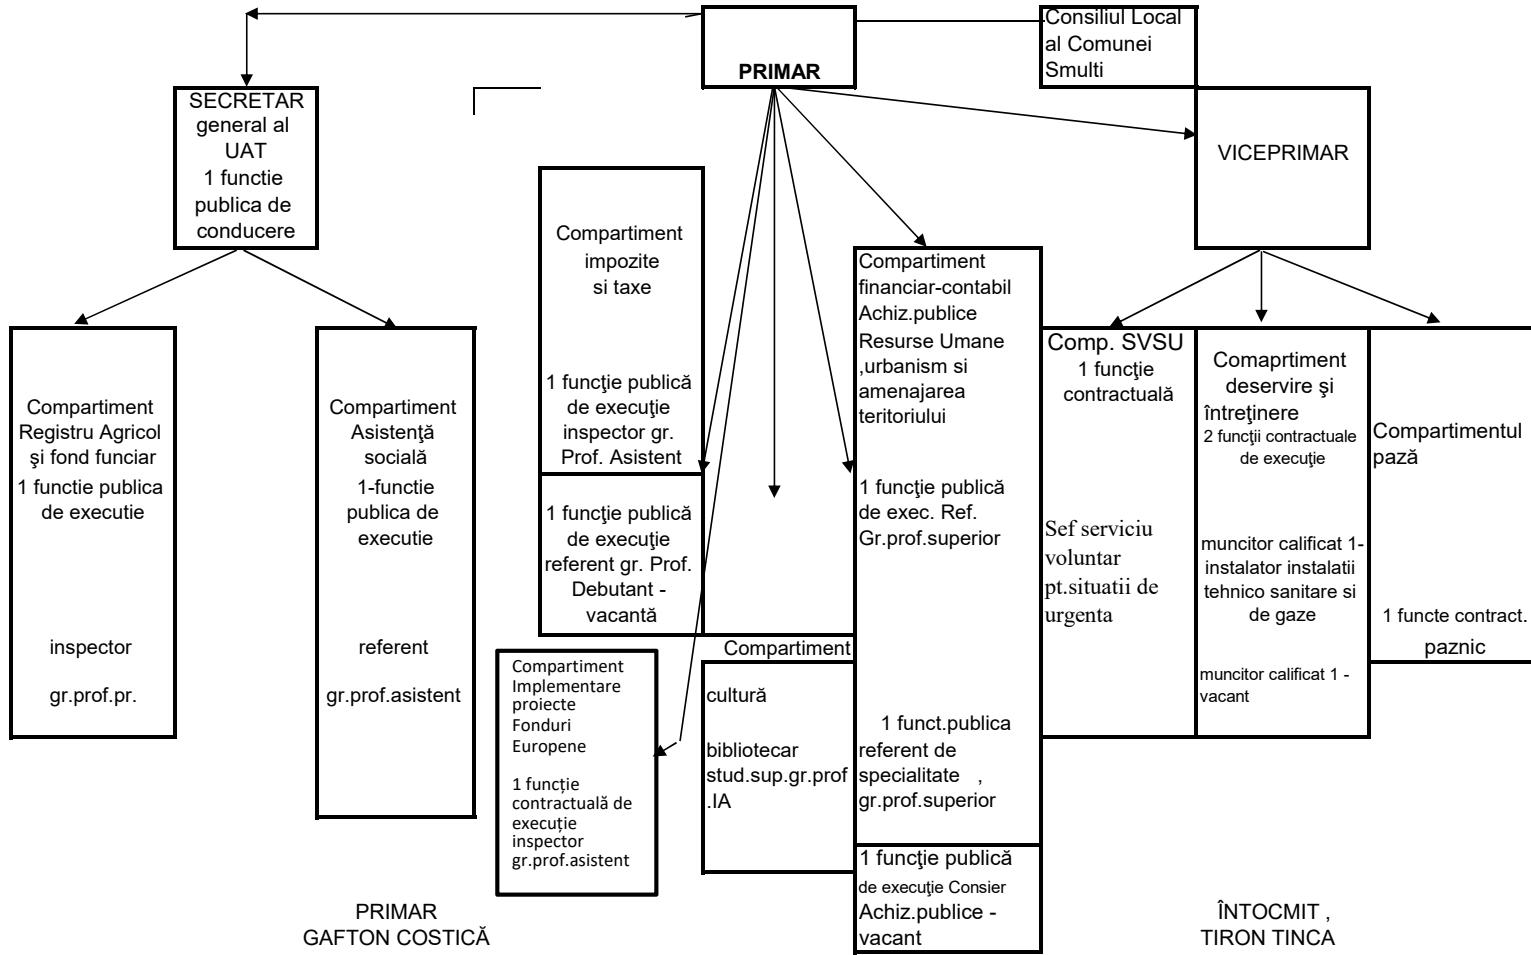 PRIMAR
Consiliul Local
al Comunei
Smulti
SECRETAR
general al
UAT
1 functie
publica de
conducere
VICEPRIMAR
Compartiment
Registru Agricol
şi fond funciar
1 functie publica
de executie
inspector
gr.prof.pr.
Compartiment
Asistenţă
socială
1-functie
publica de
executie
referent
gr.prof.asistent
Compartiment
impozite
si taxe
1 funcţie publică
de execuţie
inspector gr.
Prof. Asistent
1 funcţie publică
de execuţie
referent gr. Prof.
Debutant -
vacantă
Compartiment
Implementare
proiecte
Fonduri
Europene
1 funcție
contractuală de
execuție
inspector
gr.prof.asistent
Compartiment
cultură
bibliotecar
stud.sup.gr.prof
.IA
Compartiment
financiar-contabil
Achiz.publice
Resurse Umane
,urbanism si
amenajarea
teritoriului
1 funcţie publică
de exec. Ref.
Gr.prof.superior
1 funct.publica
referent de
specialitate ,
gr.prof.superior
1 funcţie publică
de execuţie Consier
Achiz.publice -
vacant
Comp. SVSU
1 funcţie
contractuală
Sef serviciu
voluntar
pt.situatii de
urgenta
Comaprtiment
deservire şi
întreţinere
2 funcţii contractuale
de execuţie
muncitor calificat 1-
instalator instalatii
tehnico sanitare si
de gaze
muncitor calificat 1 -
vacant
Compartimentul
pază
1 functe contract.
paznic
PRIMAR
GAFTON COSTICĂ
ÎNTOCMIT ,
TIRON TINCA